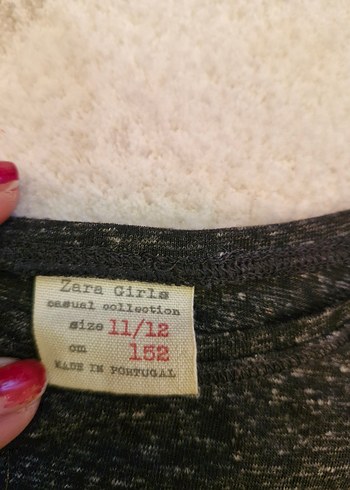 Zara Girls
casual collection
size 11/12
cm 152
MADE IN PORTUGAL